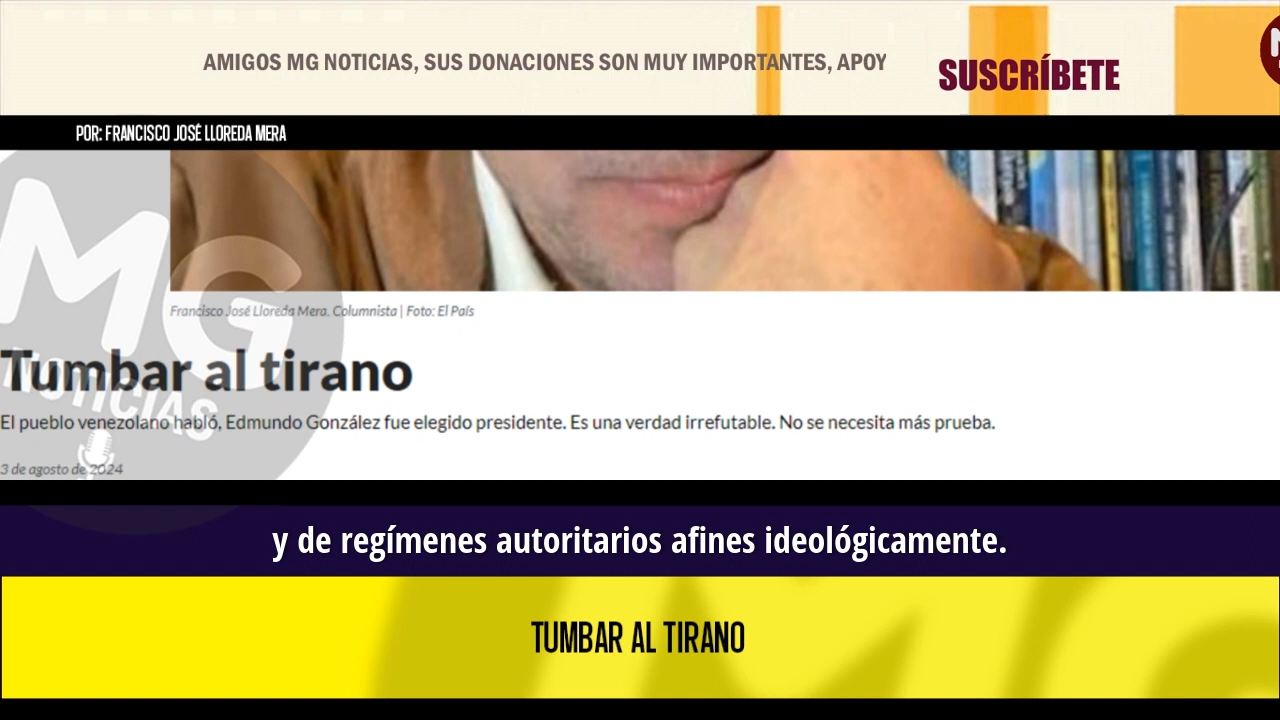 AMIGOS MG NOTICIAS, SUS DONACIONES SON MUY IMPORTANTES, APOY
SUSCRÍBETE
POR: FRANCISCO JOSÉ LLOREDA MERA
MG
NOTICIAS
Francisco José Lloreda Mera. Columnista | Foto: El País
Tumbar al tirano
El pueblo venezolano habló, Edmundo González fue elegido presidente. Es una verdad irrefutable. No se necesita más prueba.
3 de agosto de 2024
y de regímenes autoritarios afines ideológicamente.
TUMBAR AL TIRANO